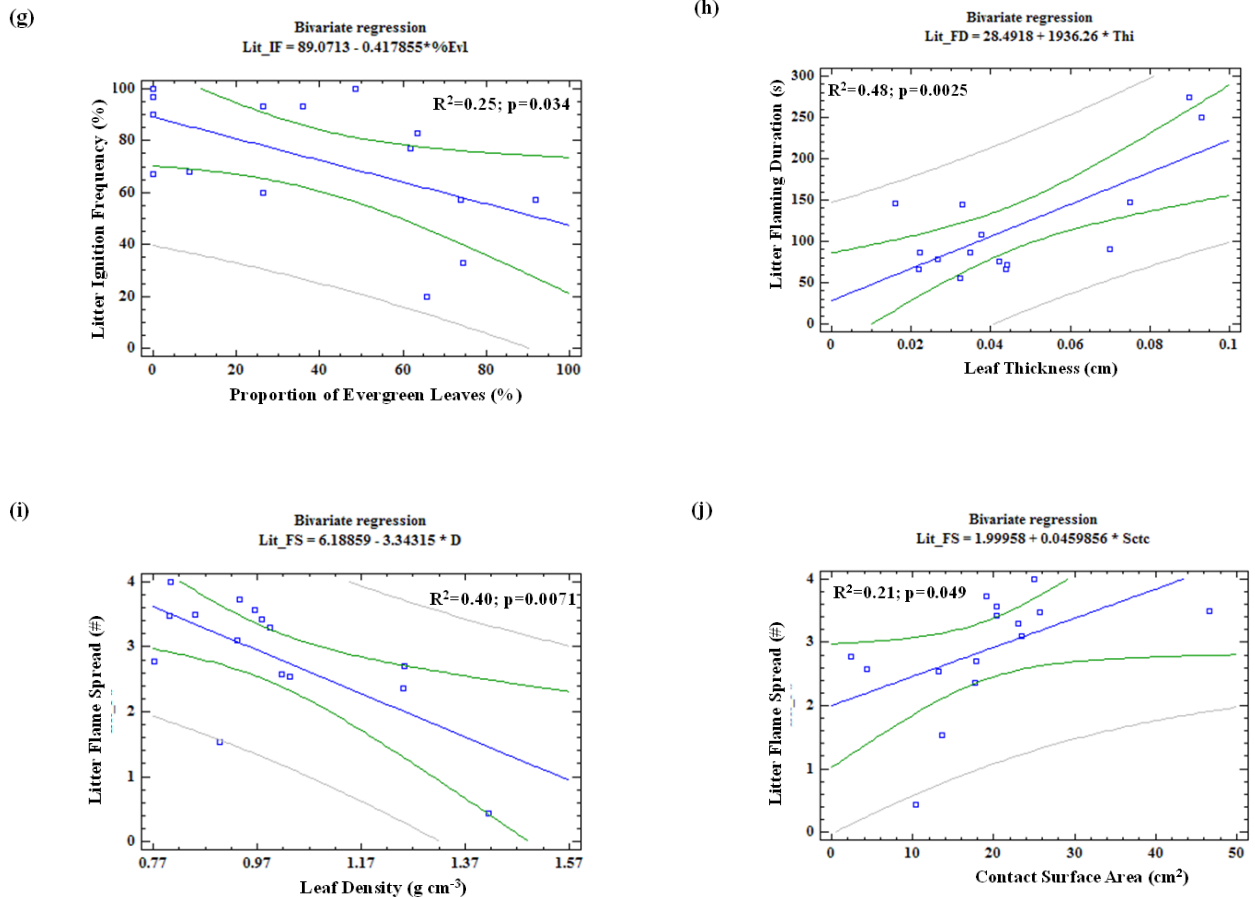 (g)
Bivariate regression
Lit_IF = 89.0713 - 0.417855*%Evl
R²=0.25; p=0.034
Litter Ignition Frequency (%)
100
80
60
40
20
0
0 20 40 60 80 100
Proportion of Evergreen Leaves (%)
(h)
Bivariate regression
Lit_FD = 28.4918 + 1936.26 * Thi
R²=0.48; p=0.0025
Litter Flaming Duration (s)
300
250
200
150
100
50
0
0 0.02 0.04 0.06 0.08 0.1
Leaf Thickness (cm)
(i)
Bivariate regression
Lit_FS = 6.18859 - 3.34315 * D
R²=0.40; p=0.0071
Litter Flame Spread (#)
4
3
2
1
0
0.77 0.97 1.17 1.37 1.57
Leaf Density (g cm⁻³)
(j)
Bivariate regression
Lit_FS = 1.99958 + 0.0459856 * Sctc
R²=0.21; p=0.049
Litter Flame Spread (#)
4
3
2
1
0
0 10 20 30 40 50
Contact Surface Area (cm²)